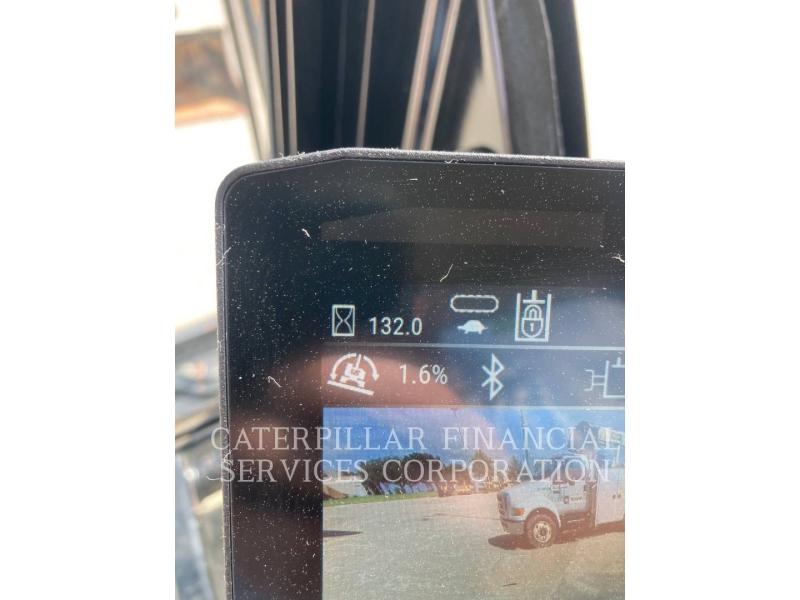 132.0
1.6%
CATERPILLAR FINANCIAL
SERVICES CORPORATION